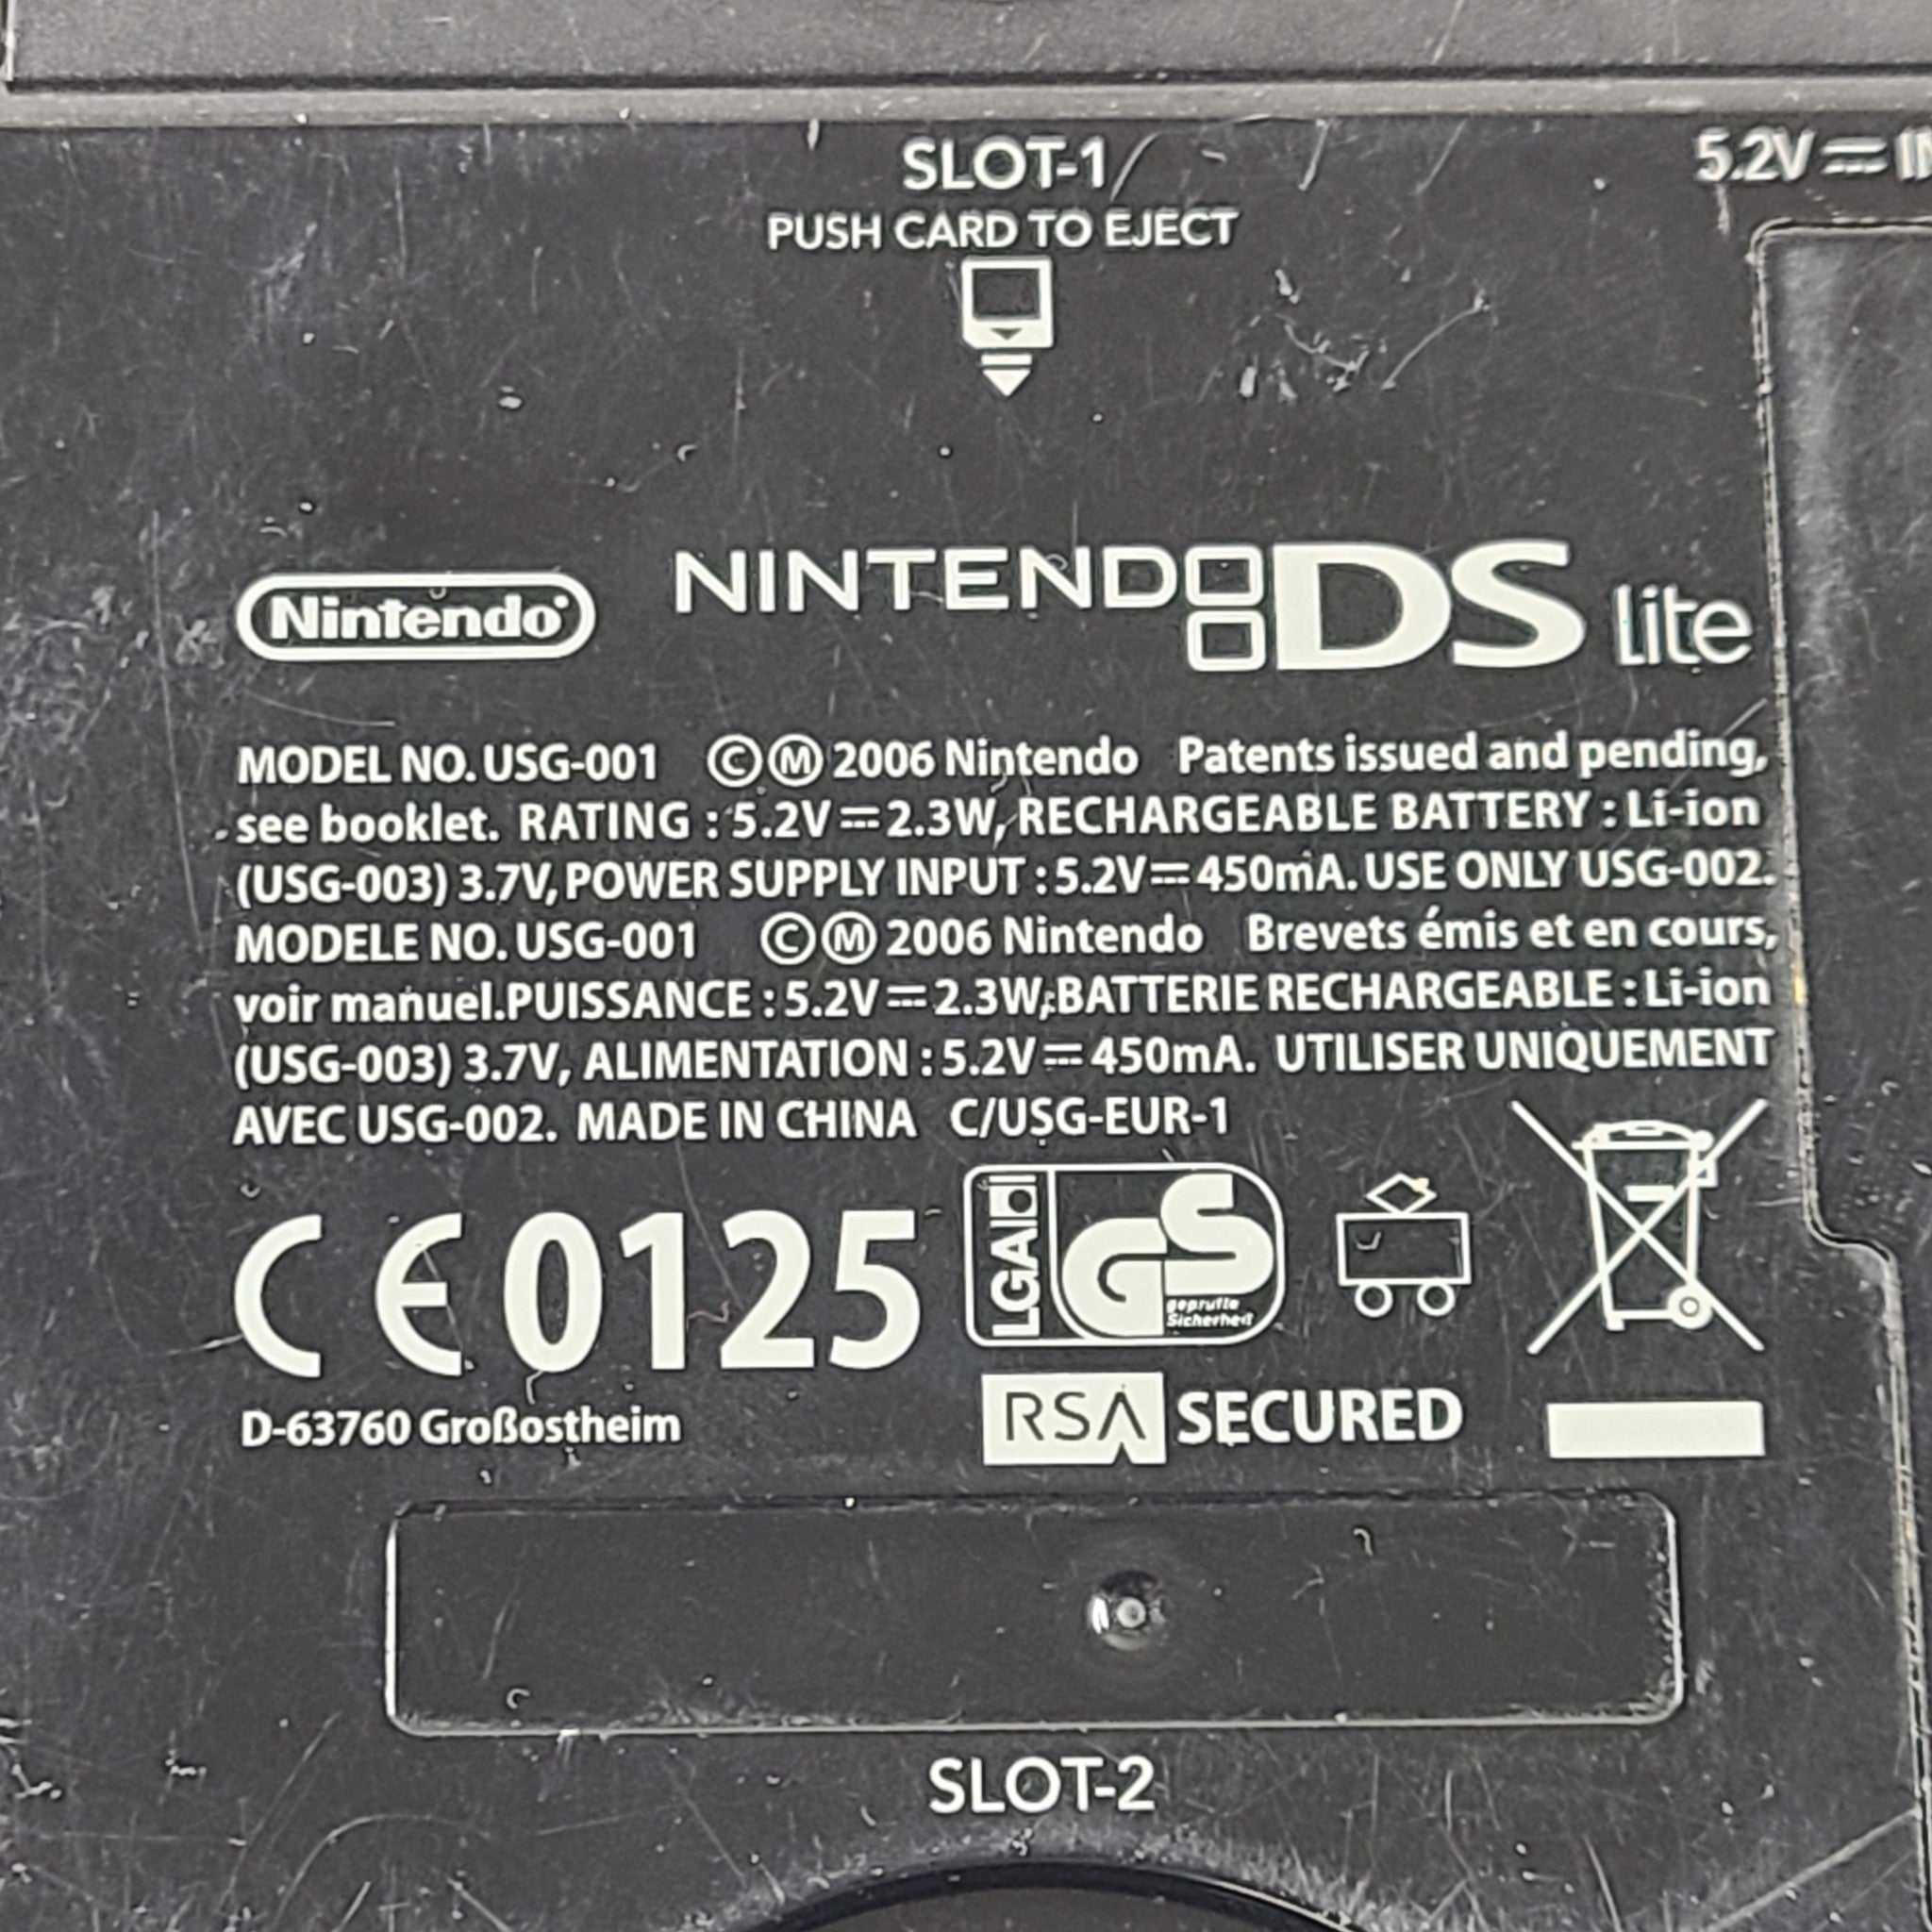 SLOT-1
5.2V⎓IN
PUSH CARD TO EJECT
Nintendo
NINTENDO DS lite
MODEL NO. USG-001 ©Ⓜ 2006 Nintendo Patents issued and pending,
see booklet. RATING : 5.2V⎓2.3W, RECHARGEABLE BATTERY : Li-ion
(USG-003) 3.7V, POWER SUPPLY INPUT : 5.2V⎓450mA. USE ONLY USG-002.
MODELE NO. USG-001 ©Ⓜ 2006 Nintendo Brevets émis et en cours,
voir manuel.PUISSANCE : 5.2V⎓2.3W,BATTERIE RECHARGEABLE : Li-ion
(USG-003) 3.7V, ALIMENTATION : 5.2V⎓450mA. UTILISER UNIQUEMENT
AVEC USG-002. MADE IN CHINA C/USG-EUR-1
CE0125
LGAI
GS
geprufte
Sicherheit
D-63760 Großostheim
RSA SECURED
SLOT-2